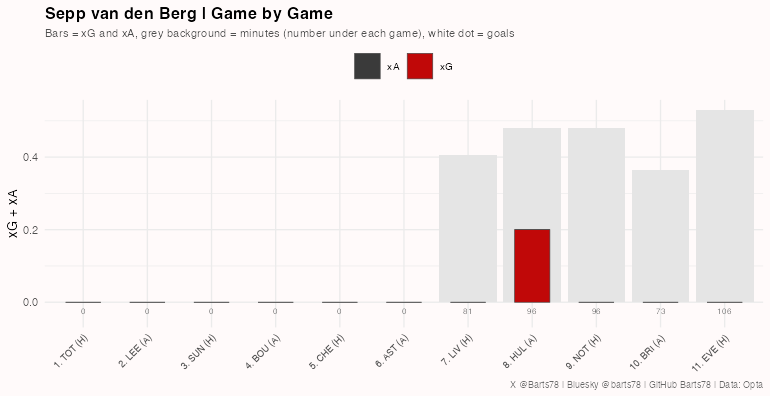 Sepp van den Berg | Game by Game
Bars = xG and xA, grey background = minutes (number under each game), white dot = goals
xA xG
xG + xA
0.4
0.2
0.0
0 0 0 0 0 0 81 96 96 73 106
1. TOT (H) 2. LEE (A) 3. SUN (H) 4. BOU (A) 5. CHE (H) 6. AST (A) 7. LIV (H) 8. HUL (A) 9. NOT (H) 10. BRI (A) 11. EVE (H)
X @Barts78 | Bluesky @barts78 | GitHub Barts78 | Data: Opta